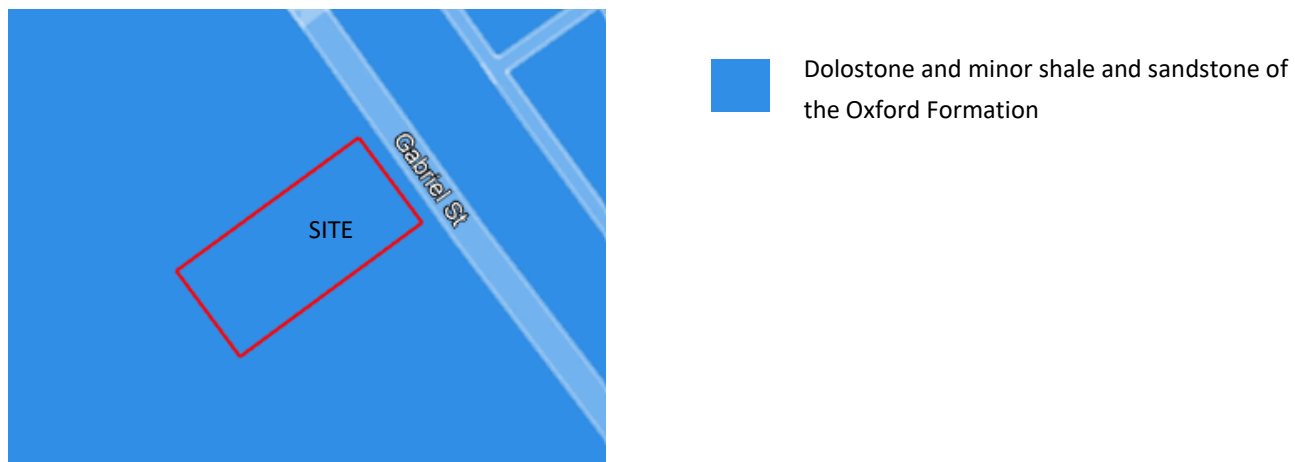 Gabriel St
SITE
Dolostone and minor shale and sandstone of
the Oxford Formation